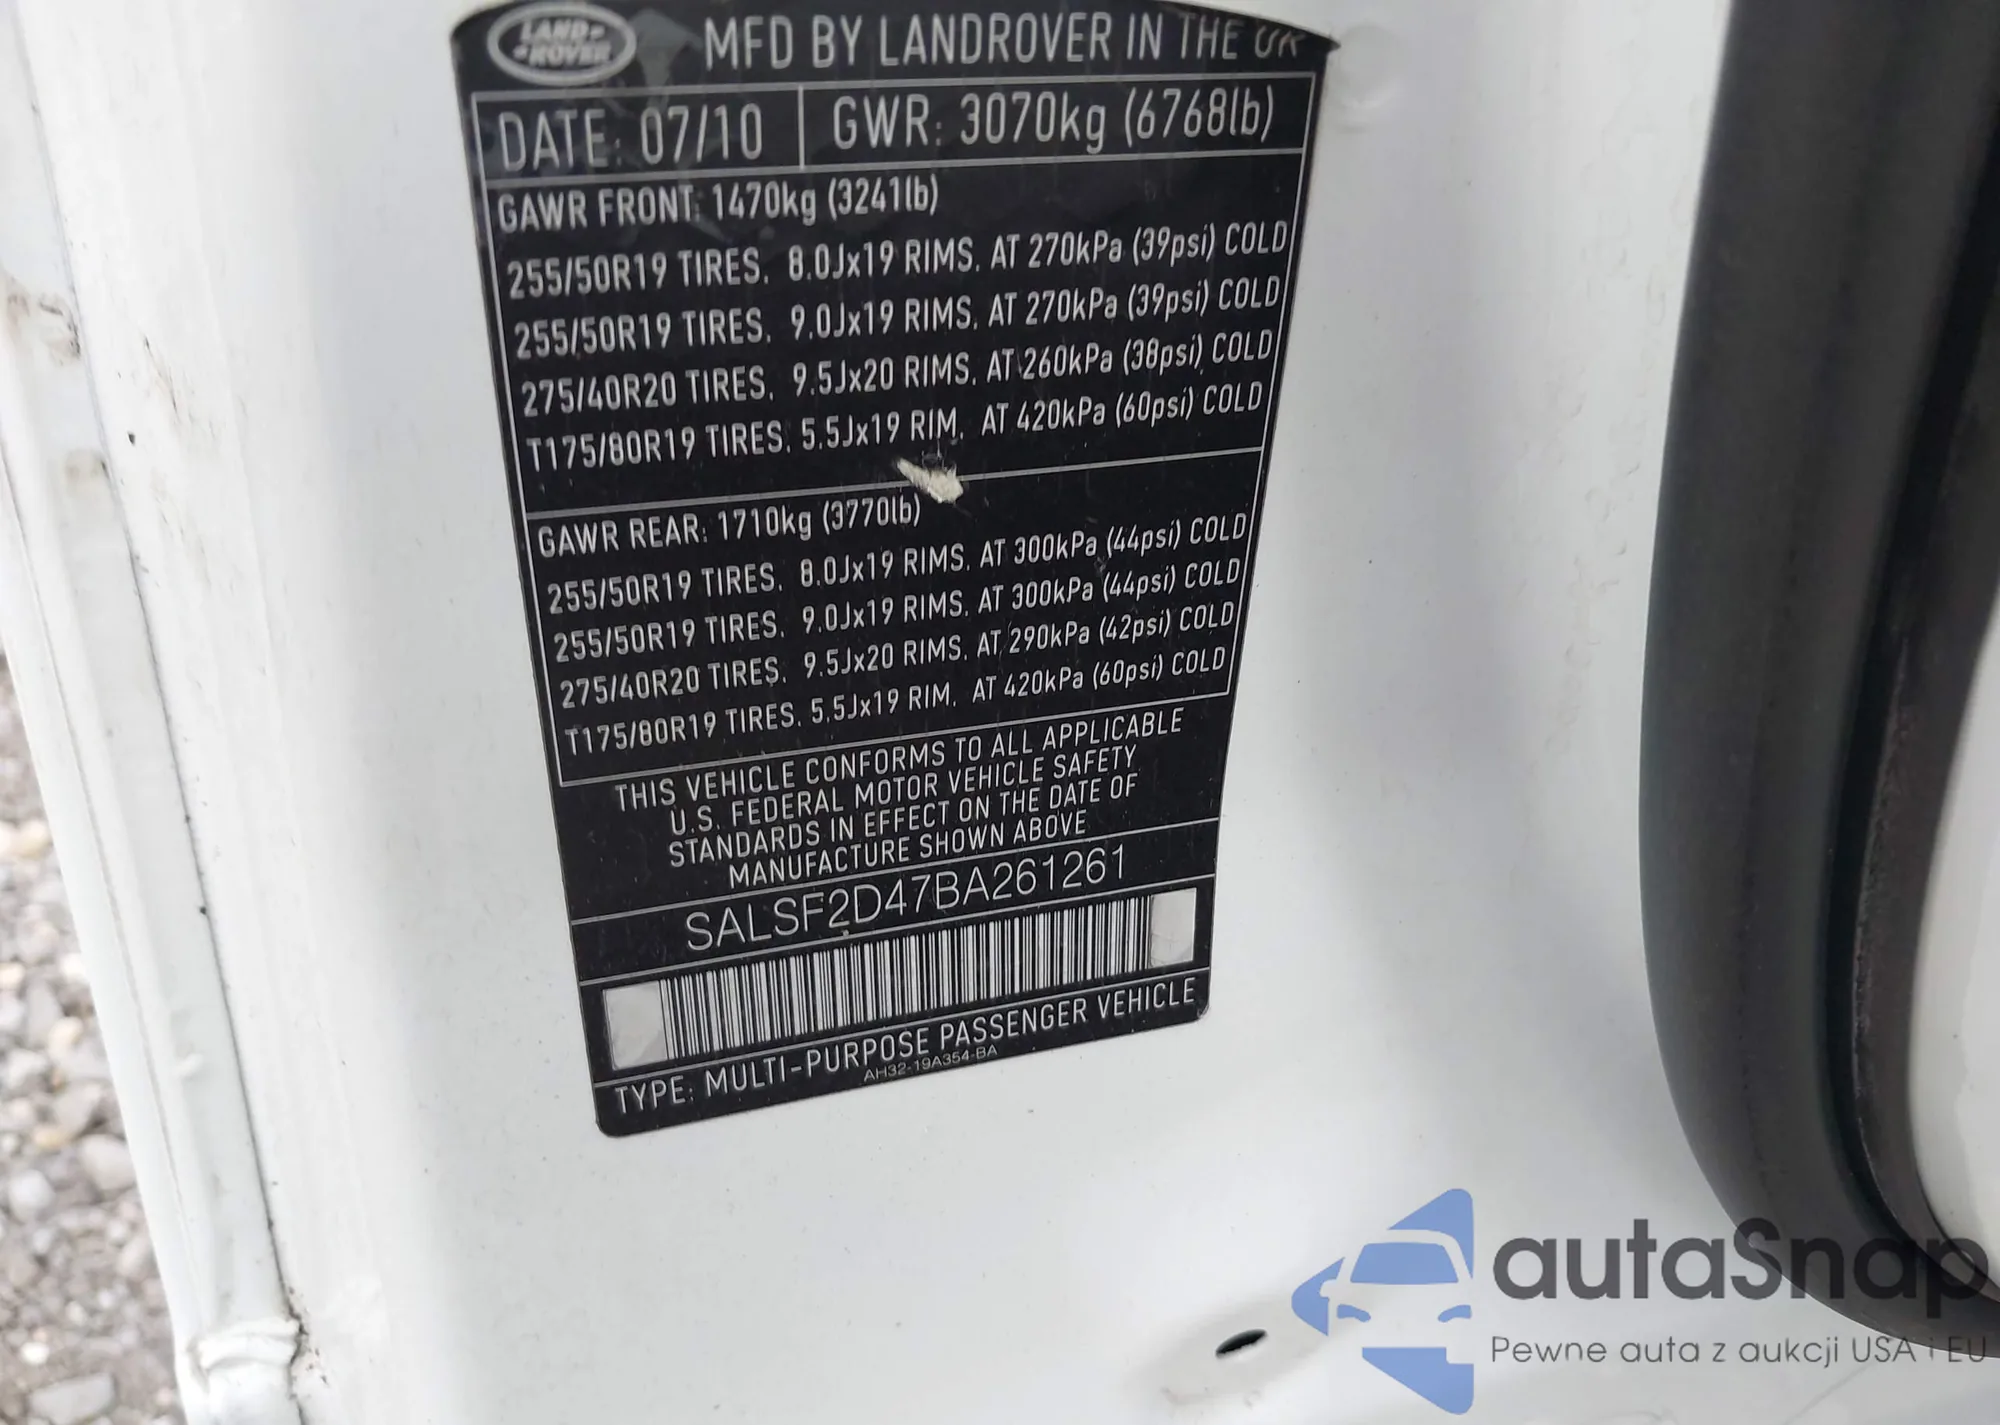 LAND-
-ROVER
MFD BY LANDROVER IN THE UK
DATE: 07/10 GWR: 3070kg (6768lb)
GAWR FRONT: 1470kg (3241lb)
255/50R19 TIRES. 8.0Jx19 RIMS. AT 270kPa (39psi) COLD
255/50R19 TIRES. 9.0Jx19 RIMS. AT 270kPa (39psi) COLD
275/40R20 TIRES. 9.5Jx20 RIMS. AT 260kPa (38psi) COLD
T175/80R19 TIRES. 5.5Jx19 RIM. AT 420kPa (60psi) COLD
GAWR REAR: 1710kg (3770lb)
255/50R19 TIRES. 8.0Jx19 RIMS. AT 300kPa (44psi) COLD
255/50R19 TIRES. 9.0Jx19 RIMS. AT 300kPa (44psi) COLD
275/40R20 TIRES. 9.5Jx20 RIMS. AT 290kPa (42psi) COLD
T175/80R19 TIRES. 5.5Jx19 RIM. AT 420kPa (60psi) COLD
THIS VEHICLE CONFORMS TO ALL APPLICABLE
U.S. FEDERAL MOTOR VEHICLE SAFETY
STANDARDS IN EFFECT ON THE DATE OF
MANUFACTURE SHOWN ABOVE
SALSF2D47BA261261
TYPE: MULTI-PURPOSE PASSENGER VEHICLE
AH32-19A354-BA
autaSnap
Pewne auta z aukcji USA i EU